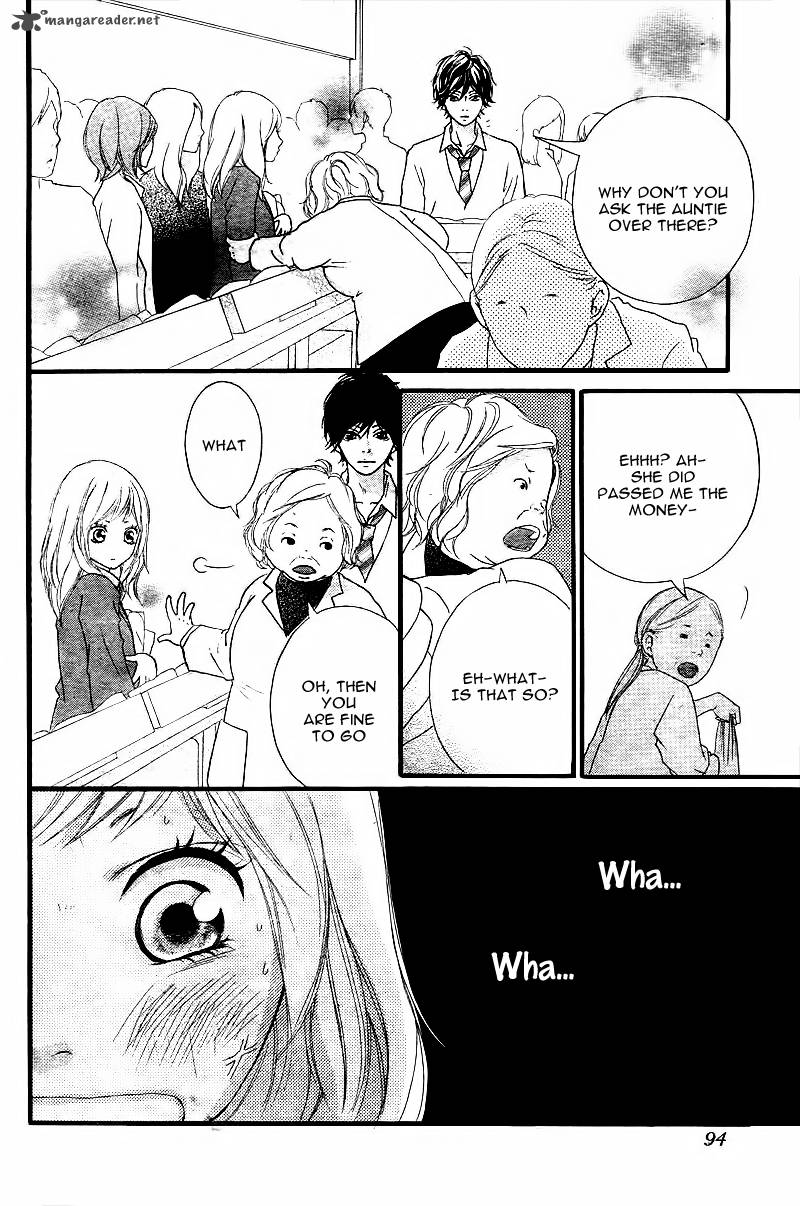 mangareader.net
WHY DON'T YOU
ASK THE AUNTIE
OVER THERE?
EHHH? AH-
SHE DID
PASSED ME THE
MONEY-
EH-WHAT-
IS THAT SO?
WHAT
OH, THEN
YOU
ARE FINE
TO GO
Wha...
Wha...
94